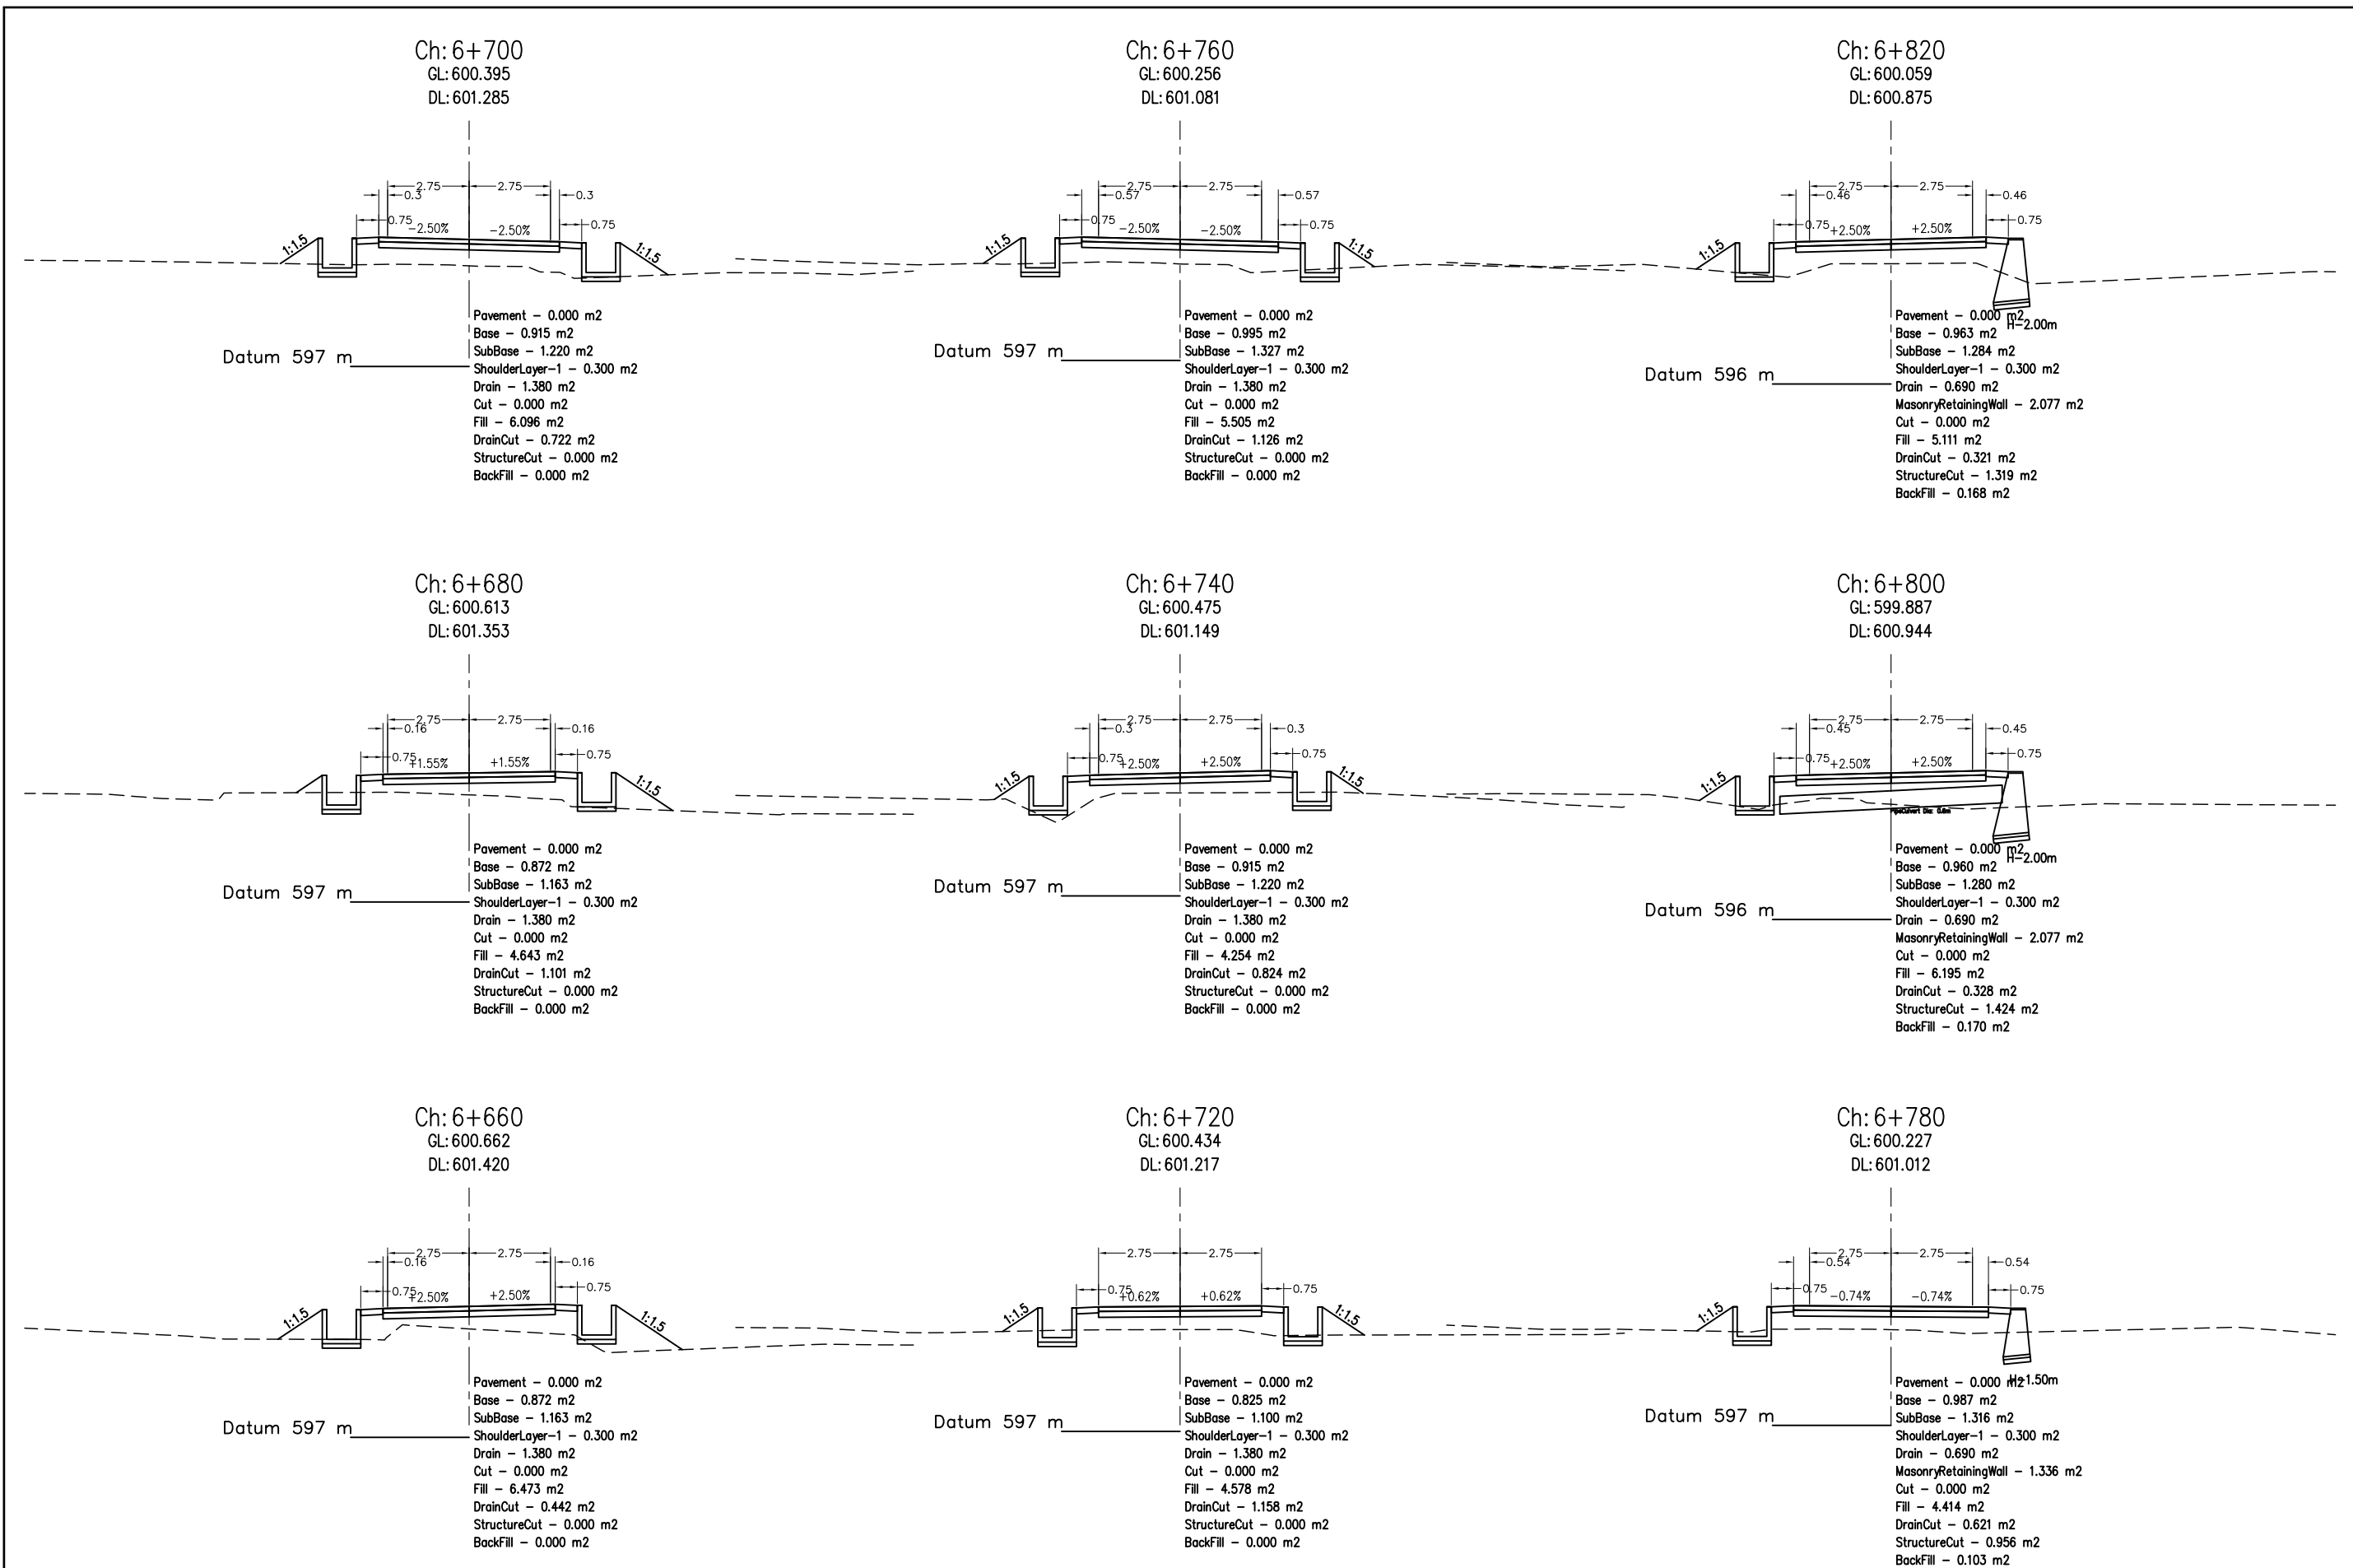 Ch: 6+700
GL: 600.395
DL: 601.285
2.75 2.75
0.3 0.3
0.75 0.75
-2.50% -2.50%
1:1.5 1:1.5
Datum 597 m
Pavement - 0.000 m2
Base - 0.915 m2
SubBase - 1.220 m2
ShoulderLayer-1 - 0.300 m2
Drain - 1.380 m2
Cut - 0.000 m2
Fill - 6.096 m2
DrainCut - 0.722 m2
StructureCut - 0.000 m2
BackFill - 0.000 m2
Ch: 6+760
GL: 600.256
DL: 601.081
2.75 2.75
0.57 0.57
0.75 0.75
-2.50% -2.50%
1:1.5 1:1.5
Datum 597 m
Pavement - 0.000 m2
Base - 0.995 m2
SubBase - 1.327 m2
ShoulderLayer-1 - 0.300 m2
Drain - 1.380 m2
Cut - 0.000 m2
Fill - 5.505 m2
DrainCut - 1.126 m2
StructureCut - 0.000 m2
BackFill - 0.000 m2
Ch: 6+820
GL: 600.059
DL: 600.875
2.75 2.75
0.46 0.46
0.75 0.75
+2.50% +2.50%
1:1.5
H-2.00m
Datum 596 m
Pavement - 0.000 m2
Base - 0.963 m2
SubBase - 1.284 m2
ShoulderLayer-1 - 0.300 m2
Drain - 0.690 m2
MasonryRetainingWall - 2.077 m2
Cut - 0.000 m2
Fill - 5.111 m2
DrainCut - 0.321 m2
StructureCut - 1.319 m2
BackFill - 0.168 m2
Ch: 6+680
GL: 600.613
DL: 601.353
2.75 2.75
0.16 0.16
0.75 0.75
+1.55% +1.55%
1:1.5
Datum 597 m
Pavement - 0.000 m2
Base - 0.872 m2
SubBase - 1.163 m2
ShoulderLayer-1 - 0.300 m2
Drain - 1.380 m2
Cut - 0.000 m2
Fill - 4.643 m2
DrainCut - 1.101 m2
StructureCut - 0.000 m2
BackFill - 0.000 m2
Ch: 6+740
GL: 600.475
DL: 601.149
2.75 2.75
0.3 0.3
0.75 0.75
+2.50% +2.50%
1:1.5 1:1.5
Datum 597 m
Pavement - 0.000 m2
Base - 0.915 m2
SubBase - 1.220 m2
ShoulderLayer-1 - 0.300 m2
Drain - 1.380 m2
Cut - 0.000 m2
Fill - 4.254 m2
DrainCut - 0.824 m2
StructureCut - 0.000 m2
BackFill - 0.000 m2
Ch: 6+800
GL: 599.887
DL: 600.944
2.75 2.75
0.45 0.45
0.75 0.75
+2.50% +2.50%
1:1.5
PipeCulvert Dia: 0.6m
H-2.00m
Datum 596 m
Pavement - 0.000 m2
Base - 0.960 m2
SubBase - 1.280 m2
ShoulderLayer-1 - 0.300 m2
Drain - 0.690 m2
MasonryRetainingWall - 2.077 m2
Cut - 0.000 m2
Fill - 6.195 m2
DrainCut - 0.328 m2
StructureCut - 1.424 m2
BackFill - 0.170 m2
Ch: 6+660
GL: 600.662
DL: 601.420
2.75 2.75
0.16 0.16
0.75 0.75
+2.50% +2.50%
1:1.5 1:1.5
Datum 597 m
Pavement - 0.000 m2
Base - 0.872 m2
SubBase - 1.163 m2
ShoulderLayer-1 - 0.300 m2
Drain - 1.380 m2
Cut - 0.000 m2
Fill - 6.473 m2
DrainCut - 0.442 m2
StructureCut - 0.000 m2
BackFill - 0.000 m2
Ch: 6+720
GL: 600.434
DL: 601.217
2.75 2.75
0.75 0.75
+0.62% +0.62%
1:1.5 1:1.5
Datum 597 m
Pavement - 0.000 m2
Base - 0.825 m2
SubBase - 1.100 m2
ShoulderLayer-1 - 0.300 m2
Drain - 1.380 m2
Cut - 0.000 m2
Fill - 4.578 m2
DrainCut - 1.158 m2
StructureCut - 0.000 m2
BackFill - 0.000 m2
Ch: 6+780
GL: 600.227
DL: 601.012
2.75 2.75
0.54 0.54
0.75 0.75
-0.74% -0.74%
1:1.5
H-1.50m
Datum 597 m
Pavement - 0.000 m2
Base - 0.987 m2
SubBase - 1.316 m2
ShoulderLayer-1 - 0.300 m2
Drain - 0.690 m2
MasonryRetainingWall - 1.336 m2
Cut - 0.000 m2
Fill - 4.414 m2
DrainCut - 0.621 m2
StructureCut - 0.956 m2
BackFill - 0.103 m2